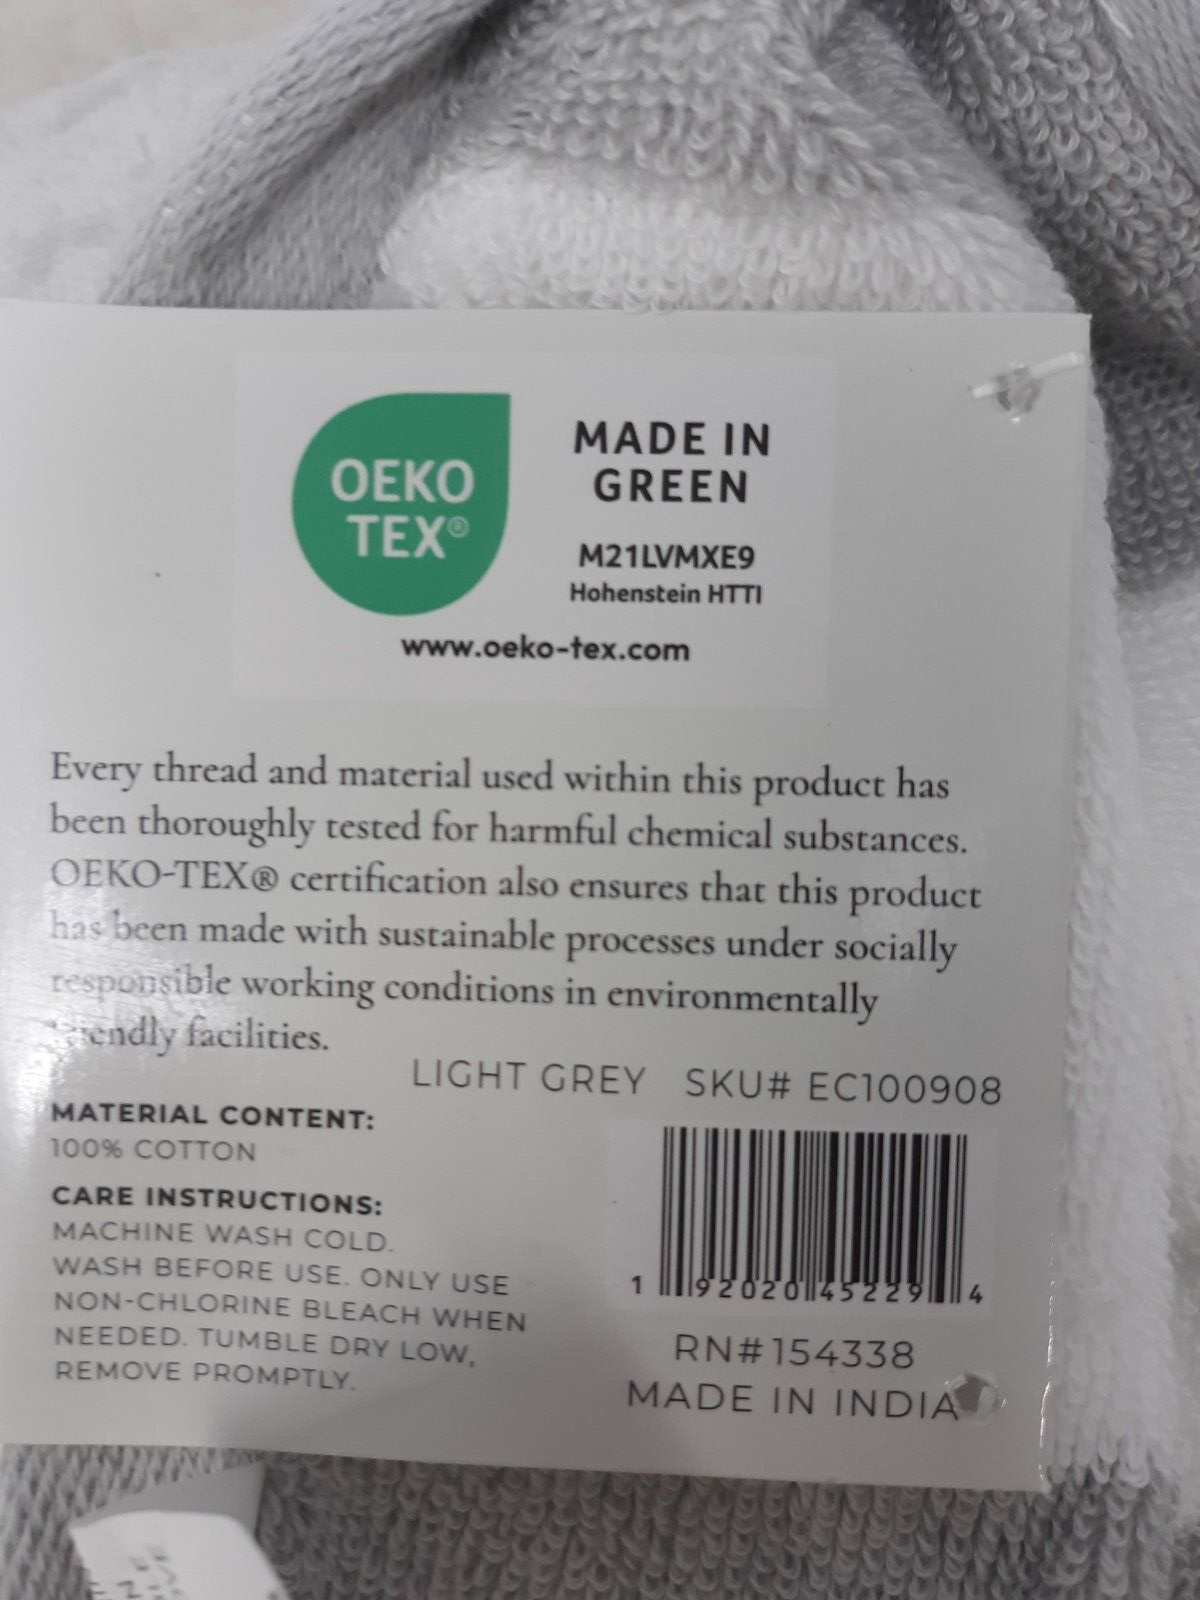 OEKO
TEX®
MADE IN
GREEN
M21LVMXE9
Hohenstein HTTI
www.oeko-tex.com
Every thread and material used within this product has
been thoroughly tested for harmful chemical substances.
OEKO-TEX® certification also ensures that this product
has been made with sustainable processes under socially
responsible working conditions in environmentally
friendly facilities.
LIGHT GREY SKU# EC100908
MATERIAL CONTENT:
100% COTTON
CARE INSTRUCTIONS:
MACHINE WASH COLD.
WASH BEFORE USE. ONLY USE
NON-CHLORINE BLEACH WHEN
NEEDED. TUMBLE DRY LOW,
REMOVE PROMPTLY.
1 92020 45229 4
RN# 154338
MADE IN INDIA